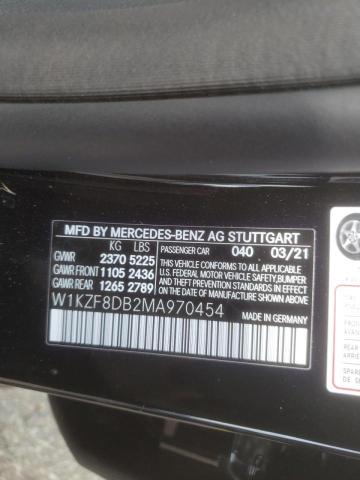 MFD BY MERCEDES-BENZ AG STUTTGART
KG LBS PASSENGER CAR 040 03/21
GVWR 2370 5225
GAWR FRONT 1105 2436
GAWR REAR 1265 2789
THIS VEHICLE CONFORMS TO ALL APPLICABLE
U.S. FEDERAL MOTOR VEHICLE SAFETY, BUMPER
AND THEFT PREVENTION STANDARDS IN EFFECT
ON THE DATE OF MANUFACTURE SHOWN ABOVE.
W1KZF8DB2MA970454
MADE IN GERMANY